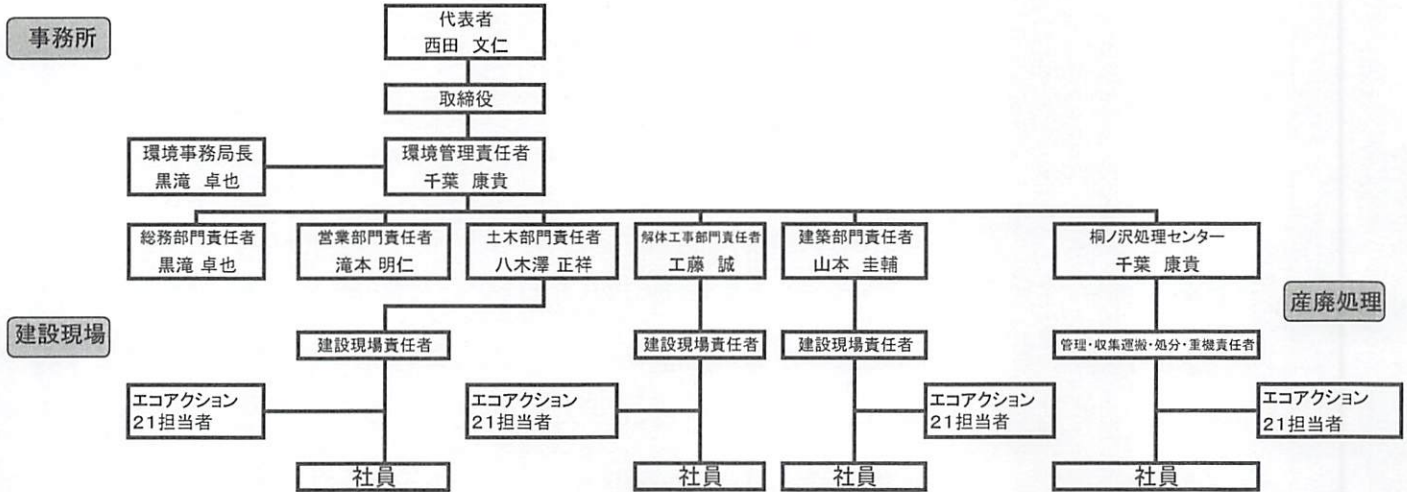 事務所
代表者
西田 文仁
取締役
環境事務局長
黒滝 卓也
環境管理責任者
千葉 康貴
総務部門責任者
黒滝 卓也
営業部門責任者
滝本 明仁
土木部門責任者
八木澤 正祥
解体工事部門責任者
工藤 誠
建築部門責任者
山本 圭輔
桐ノ沢処理センター
千葉 康貴
産廃処理
建設現場
建設現場責任者
建設現場責任者
建設現場責任者
管理・収集運搬・処分・重機責任者
エコアクション
21担当者
エコアクション
21担当者
エコアクション
21担当者
エコアクション
21担当者
社員
社員
社員
社員